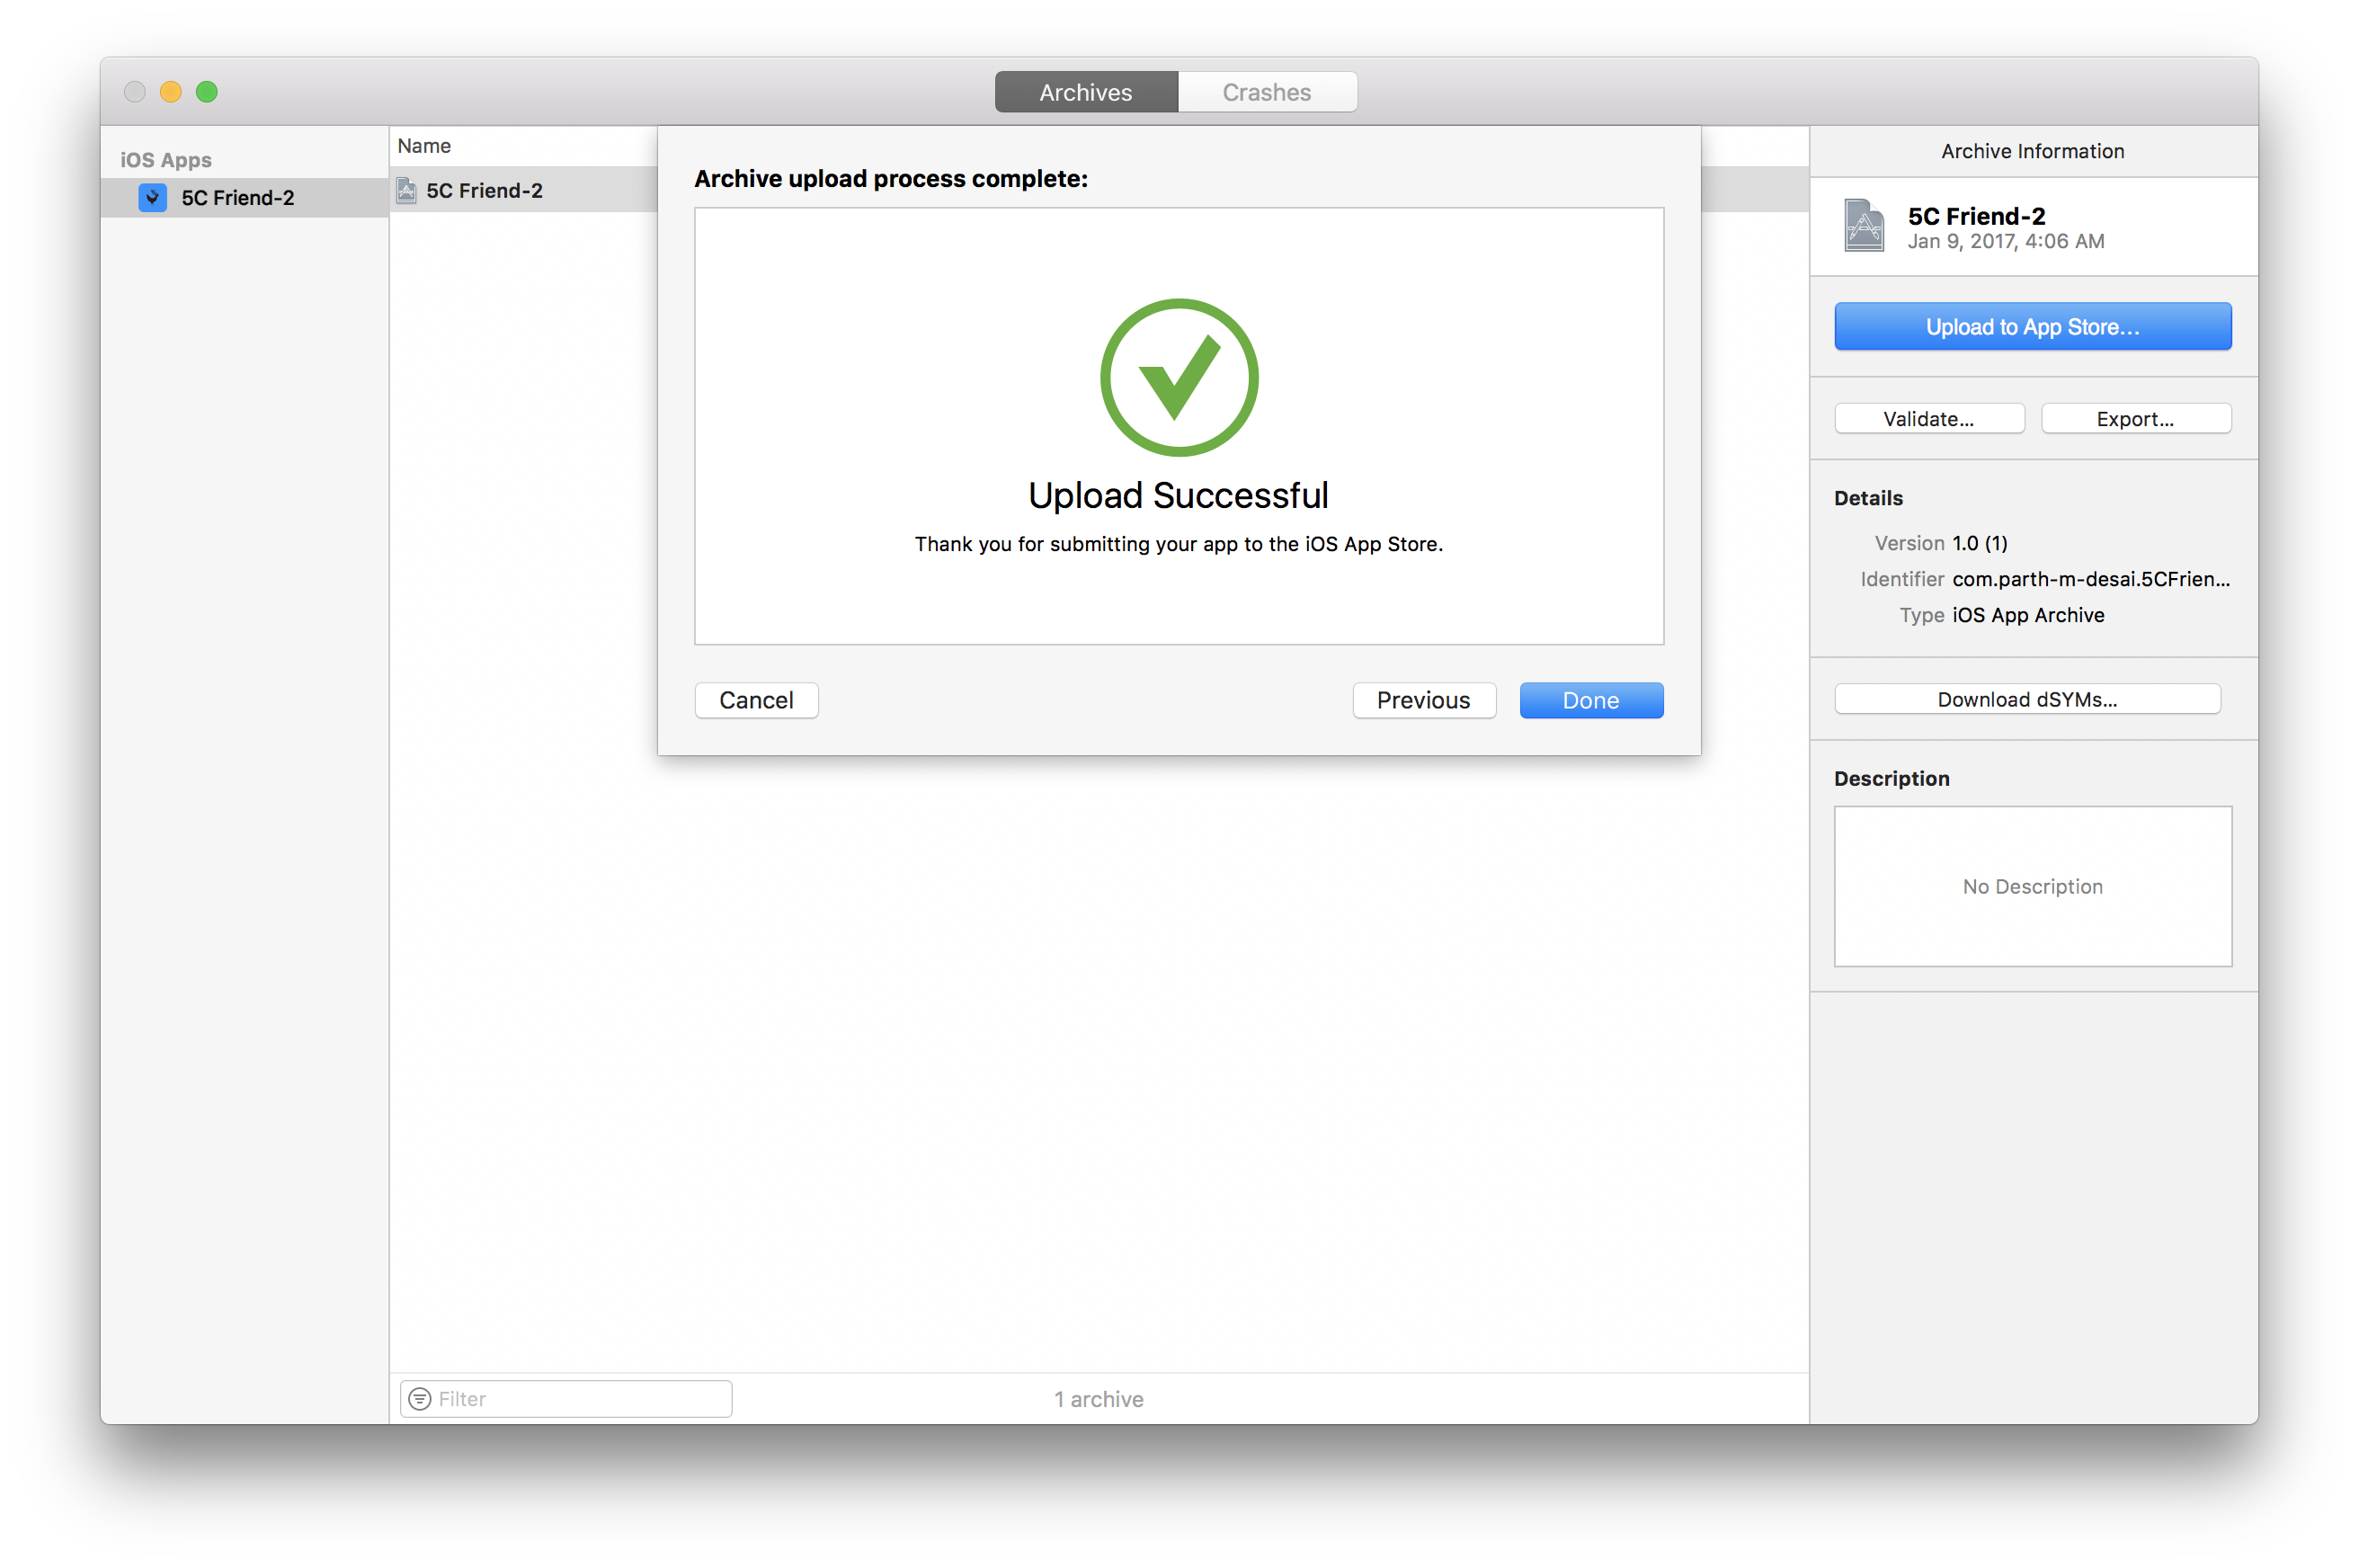 Archives
Crashes
iOS Apps
5C Friend-2
Name
5C Friend-2
Archive upload process complete:
Upload Successful
Thank you for submitting your app to the iOS App Store.
Cancel
Previous
Done
Filter
1 archive
Archive Information
5C Friend-2
Jan 9, 2017, 4:06 AM
Upload to App Store...
Validate...
Export...
Details
Version 1.0 (1)
Identifier com.parth-m-desai.5CFrien...
Type iOS App Archive
Download dSYMs...
Description
No Description